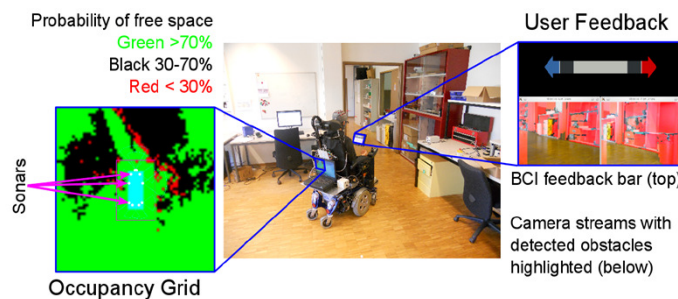 Probability of free space
Green >70%
Black 30-70%
Red < 30%
Sonars
Occupancy Grid
User Feedback
BCI feedback bar (top)
Camera streams with
detected obstacles
highlighted (below)